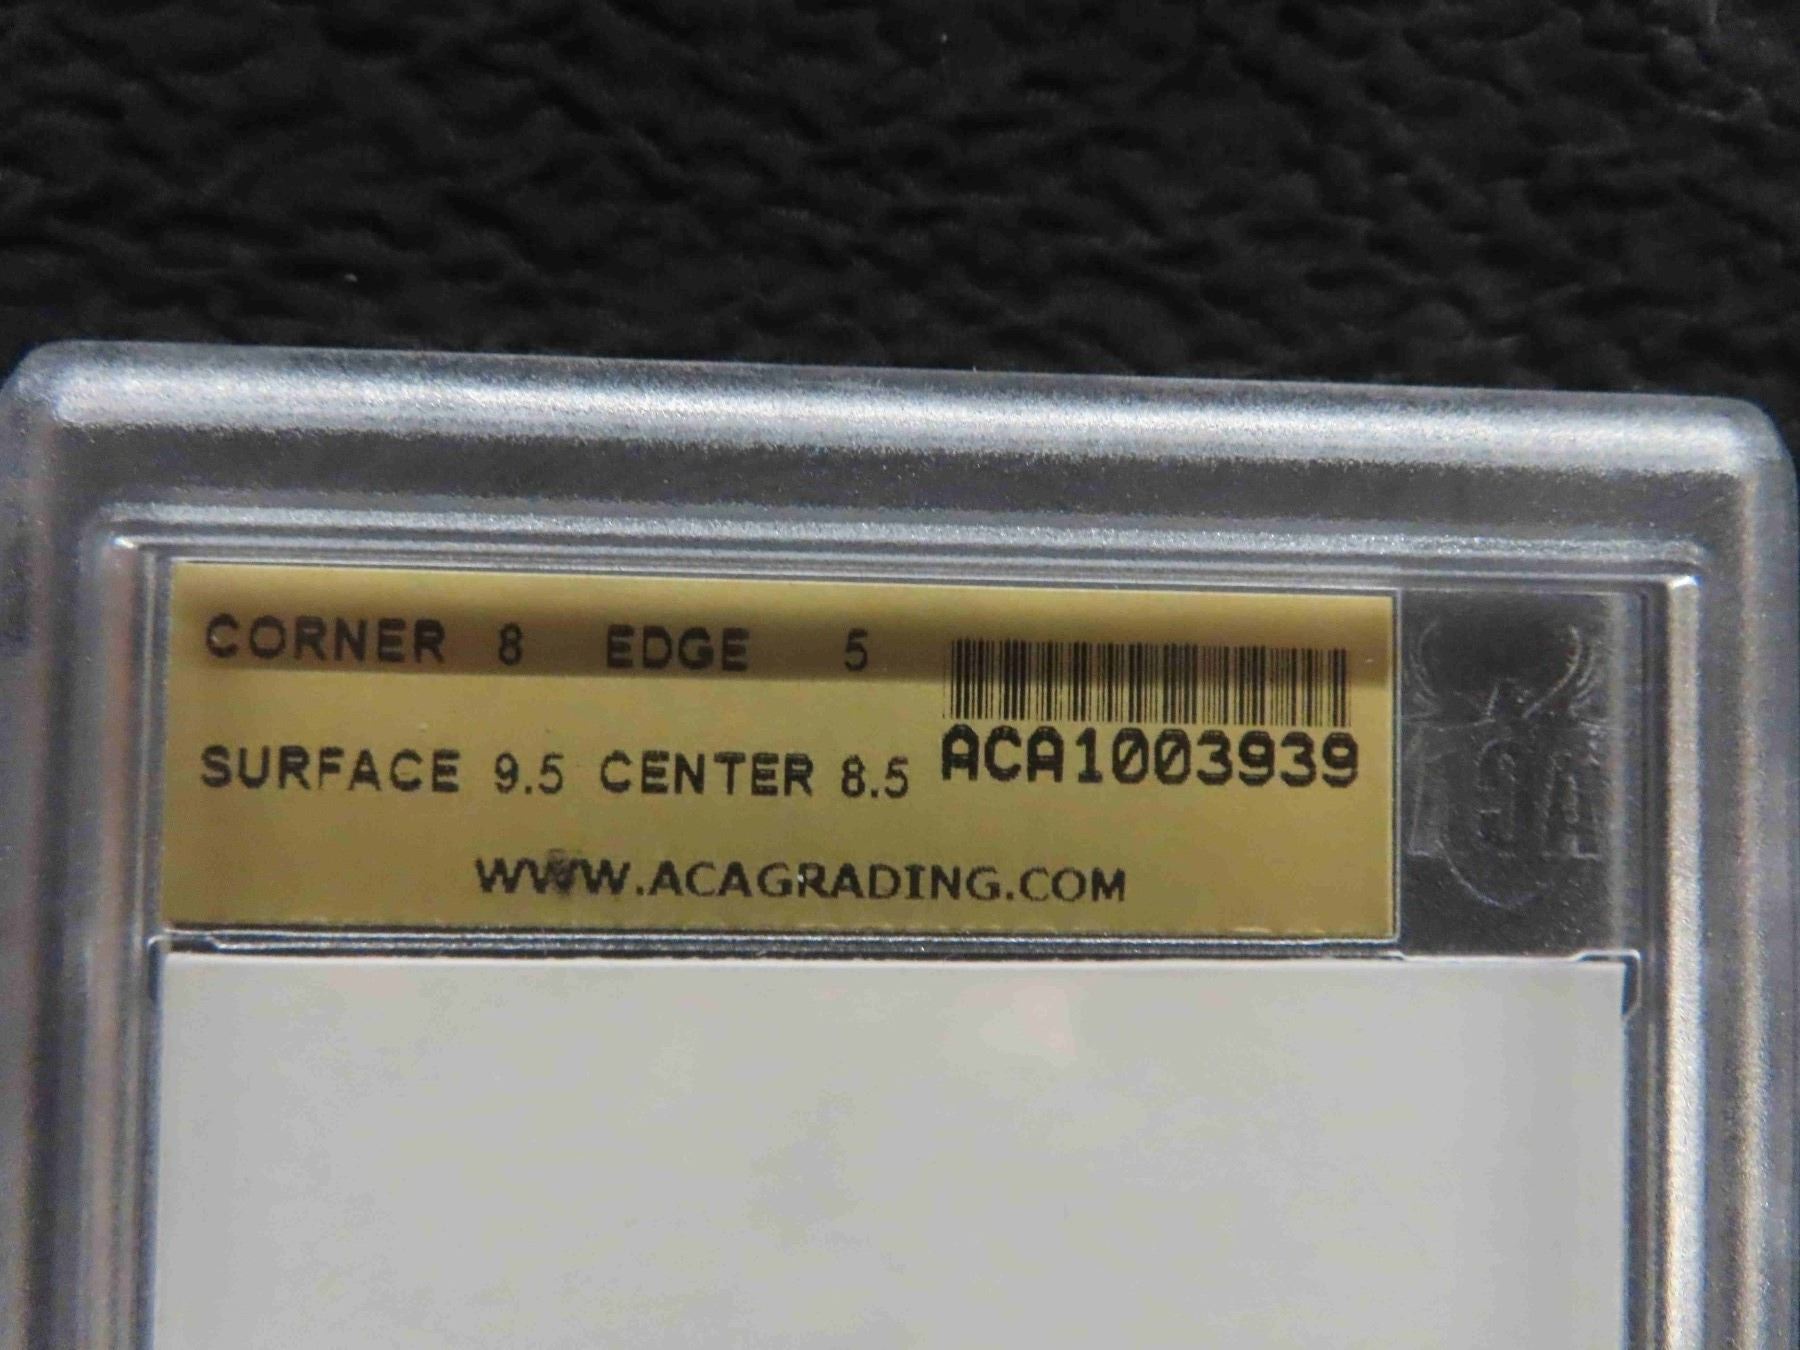 CORNER 8 EDGE 5
SURFACE 9.5 CENTER 8.5
ACA1003939
WWW.ACAGRADING.COM